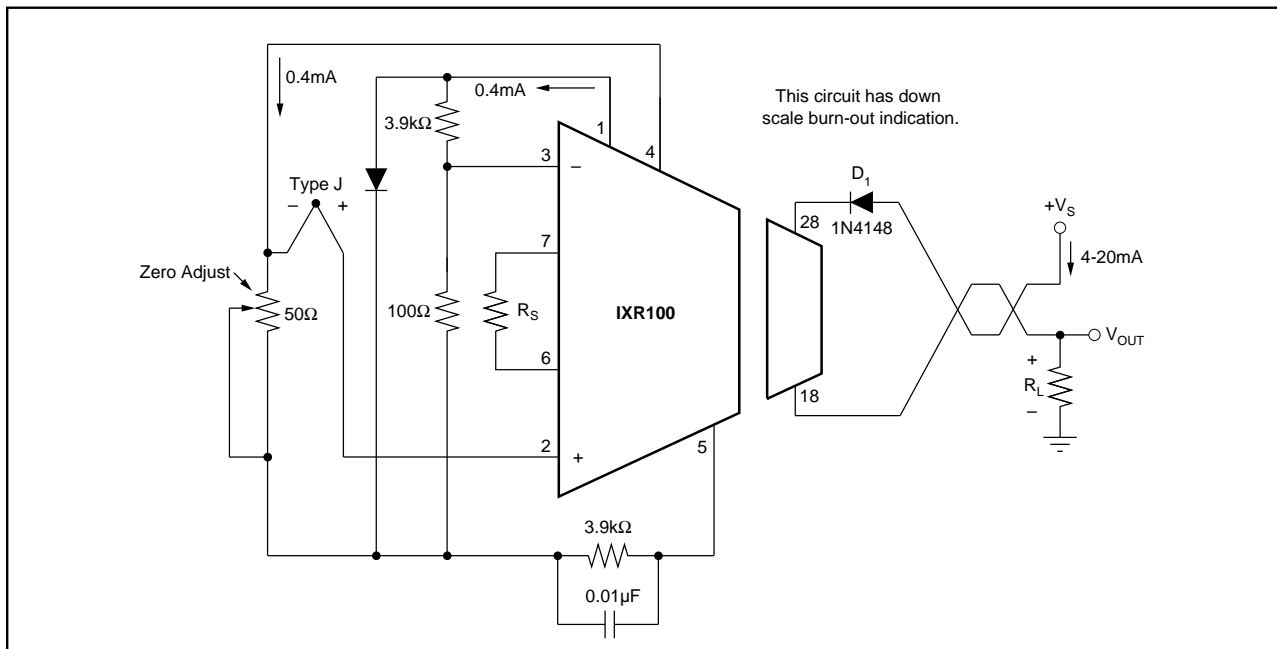 0.4mA
0.4mA
This circuit has down
scale burn-out indication.
3.9kΩ
1
4
3
–
D1
Type J
–
+
28
1N4148
+VS
4-20mA
7
Zero Adjust
50Ω
100Ω
RS
IXR100
VOUT
6
+
RL
–
18
2
+
5
3.9kΩ
0.01µF